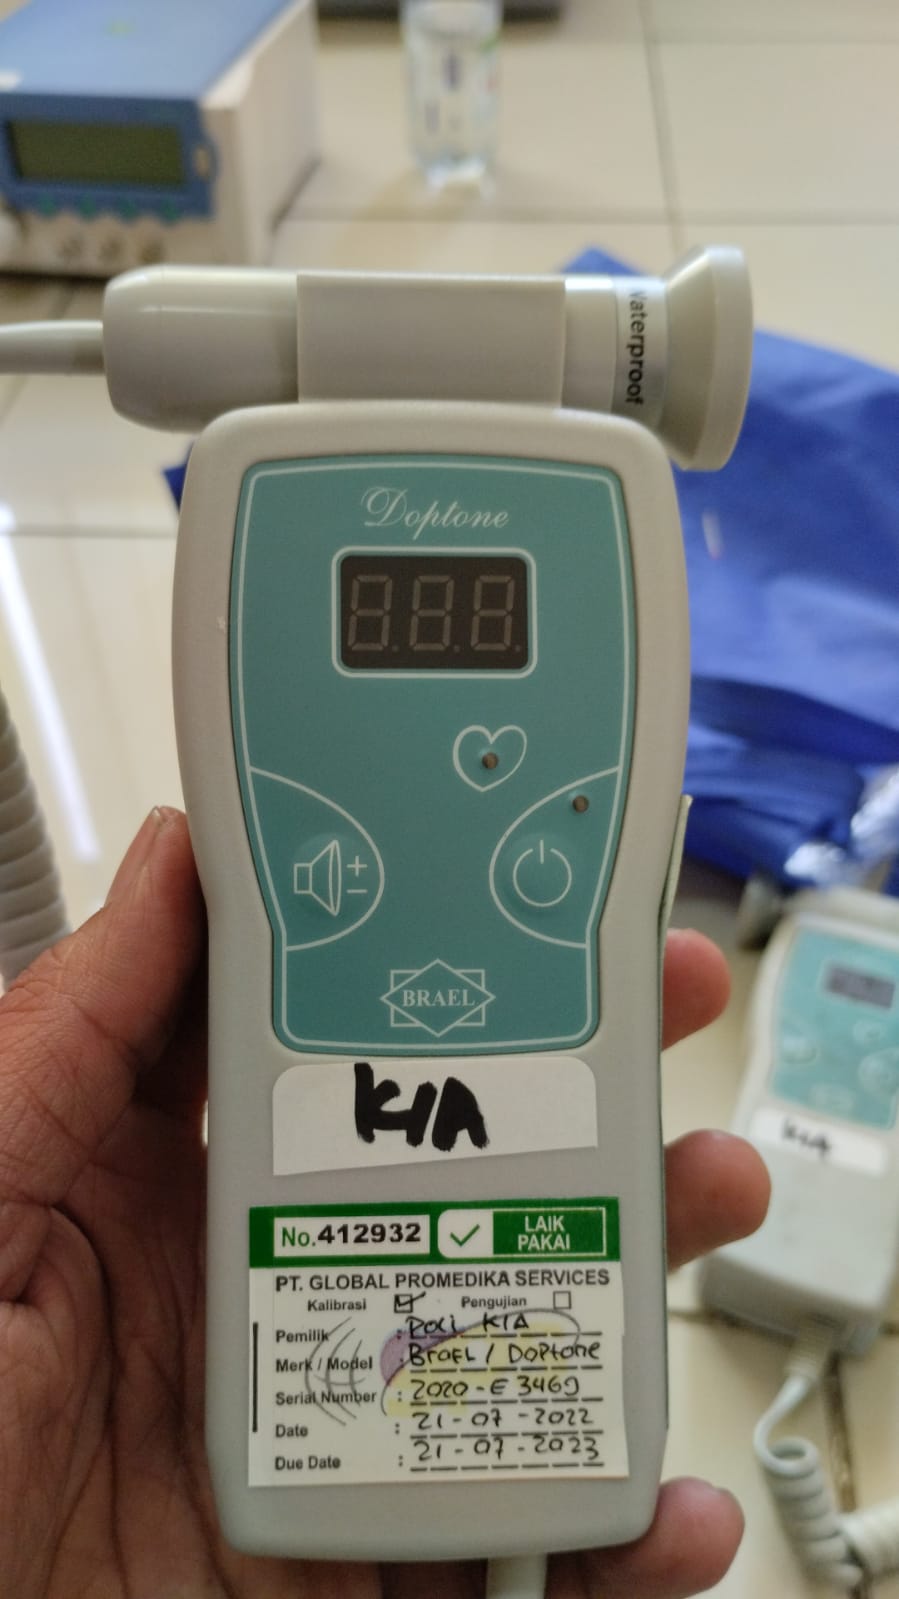 Waterproof
Doptone
BRAEL
KIA
No.412932
LAIK
PAKAI
PT. GLOBAL PROMEDIKA SERVICES
Kalibrasi Pengujian
Pemilik : POLI KIA
Merk / Model : BraEL / DOPtone
Serial Number : 2020 - E 3469
Date : 21 - 07 - 2022
Due Date : 21 - 07 - 2023
KIA